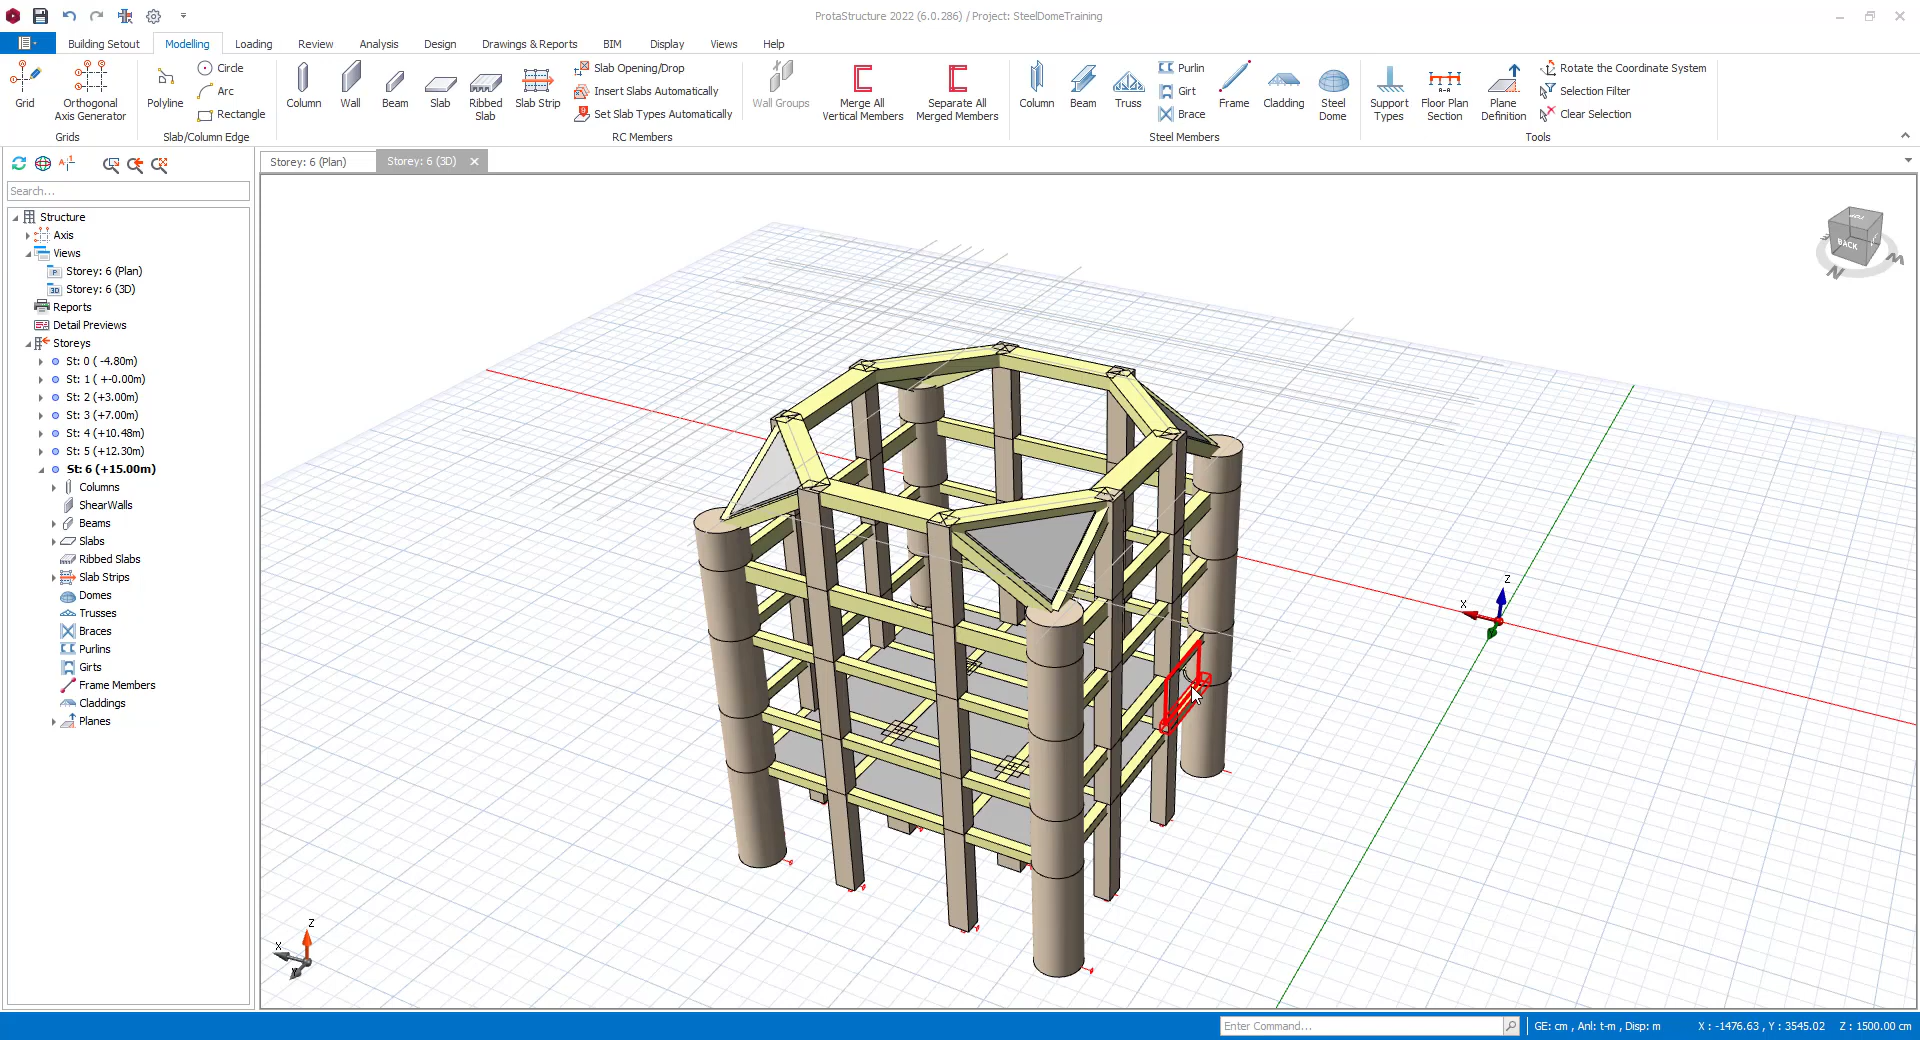 ProtaStructure 2022 (6.0.286) / Project: SteelDomeTraining
Building Setout Modelling Loading Review Analysis Design Drawings & Reports BIM Display Views Help
Grid
Orthogonal
Axis Generator
Grids
Polyline
Circle
Arc
Rectangle
Slab/Column Edge
Column
Wall
Beam
Slab
Ribbed
Slab
Slab Strip
Slab Opening/Drop
Insert Slabs Automatically
Set Slab Types Automatically
RC Members
Wall Groups
Merge All
Vertical Members
Separate All
Merged Members
Column
Beam
Truss
Purlin
Girt
Brace
Frame
Cladding
Steel
Dome
Steel Members
Support
Types
Floor Plan
Section
Plane
Definition
Rotate the Coordinate System
Selection Filter
Clear Selection
Tools
Storey: 6 (Plan)
Storey: 6 (3D)
Search...
Structure
Axis
Views
Storey: 6 (Plan)
Storey: 6 (3D)
Reports
Detail Previews
Storeys
St: 0 ( -4.80m)
St: 1 ( +-0.00m)
St: 2 (+3.00m)
St: 3 (+7.00m)
St: 4 (+10.48m)
St: 5 (+12.30m)
St: 6 (+15.00m)
Columns
ShearWalls
Beams
Slabs
Ribbed Slabs
Slab Strips
Domes
Trusses
Braces
Purlins
Girts
Frame Members
Claddings
Planes
TOP
BACK
N
Z
X
Z
X
Y
Enter Command...
GE: cm , Anl: t-m , Disp: m
X : -1476.63 , Y : 3545.02
Z : 1500.00 cm